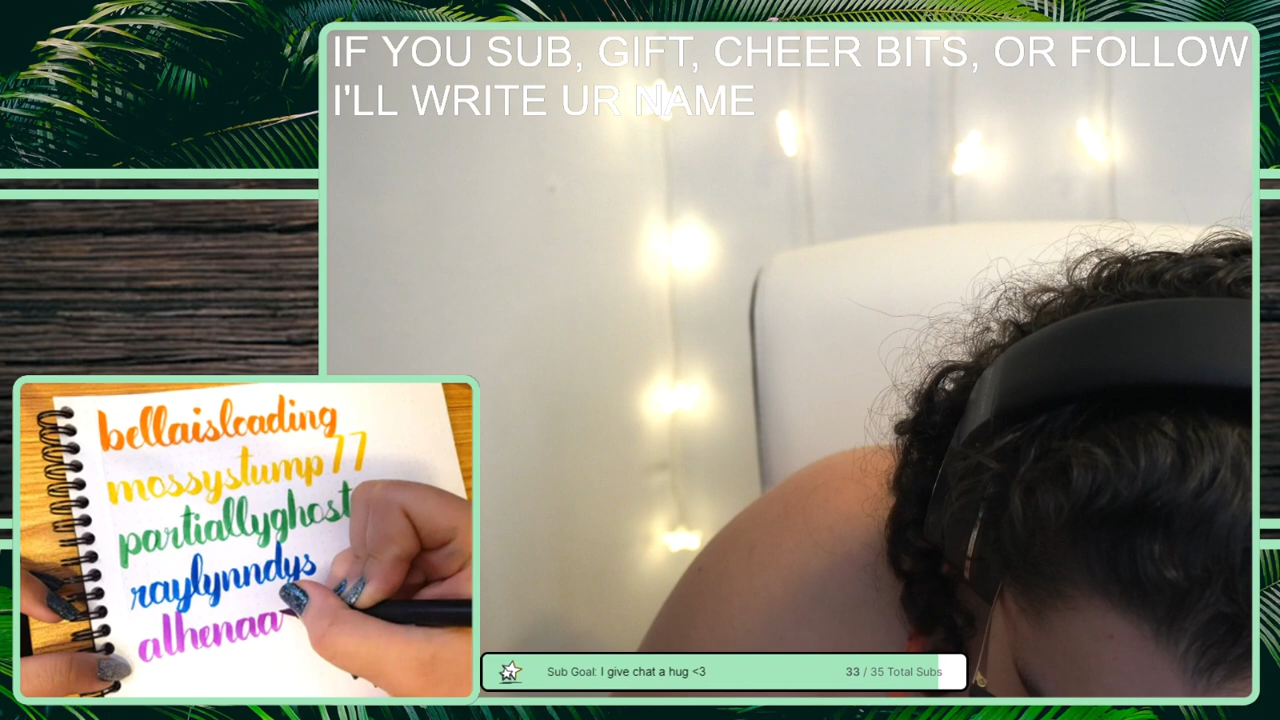 IF YOU SUB, GIFT, CHEER BITS, OR FOLLOW
I'LL WRITE UR NAME
bellaisleading
mossystump77
partiallyghost
raylynndys
athenaa
Sub Goal: I give chat a hug <3 33 / 35 Total Subs